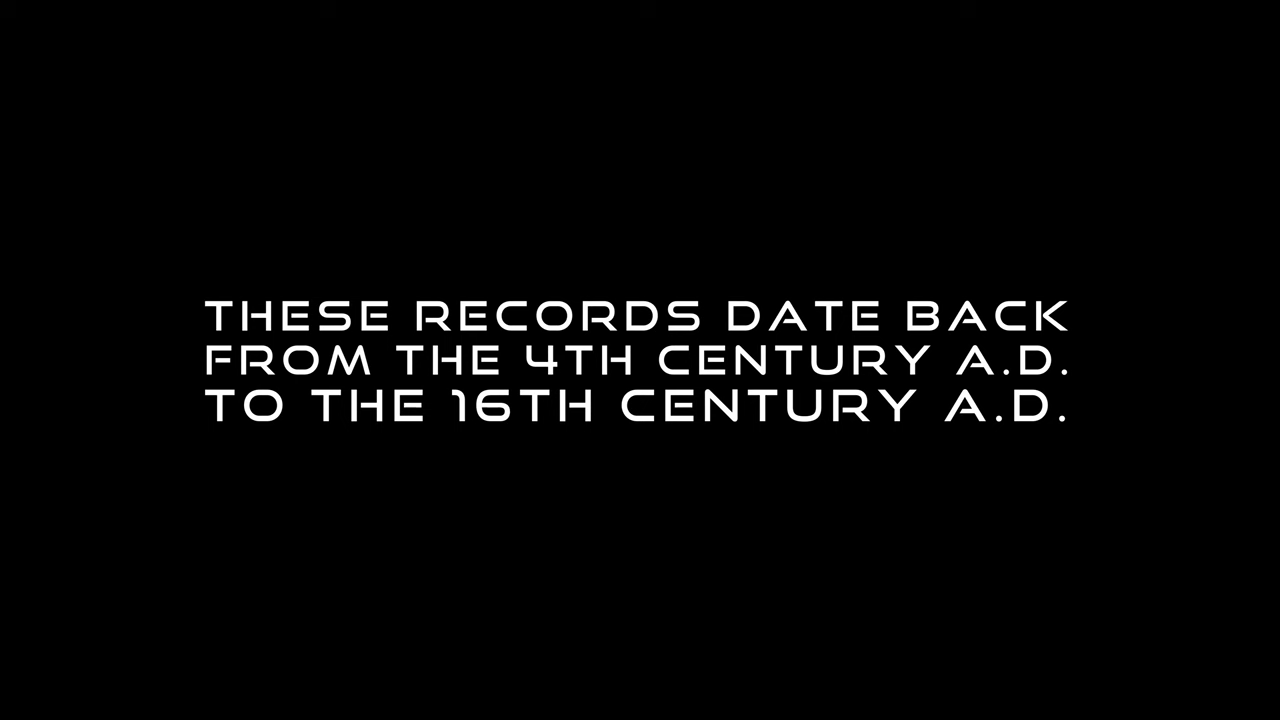 THESE RECORDS DATE BACK
FROM THE 4TH CENTURY A.D.
TO THE 16TH CENTURY A.D.